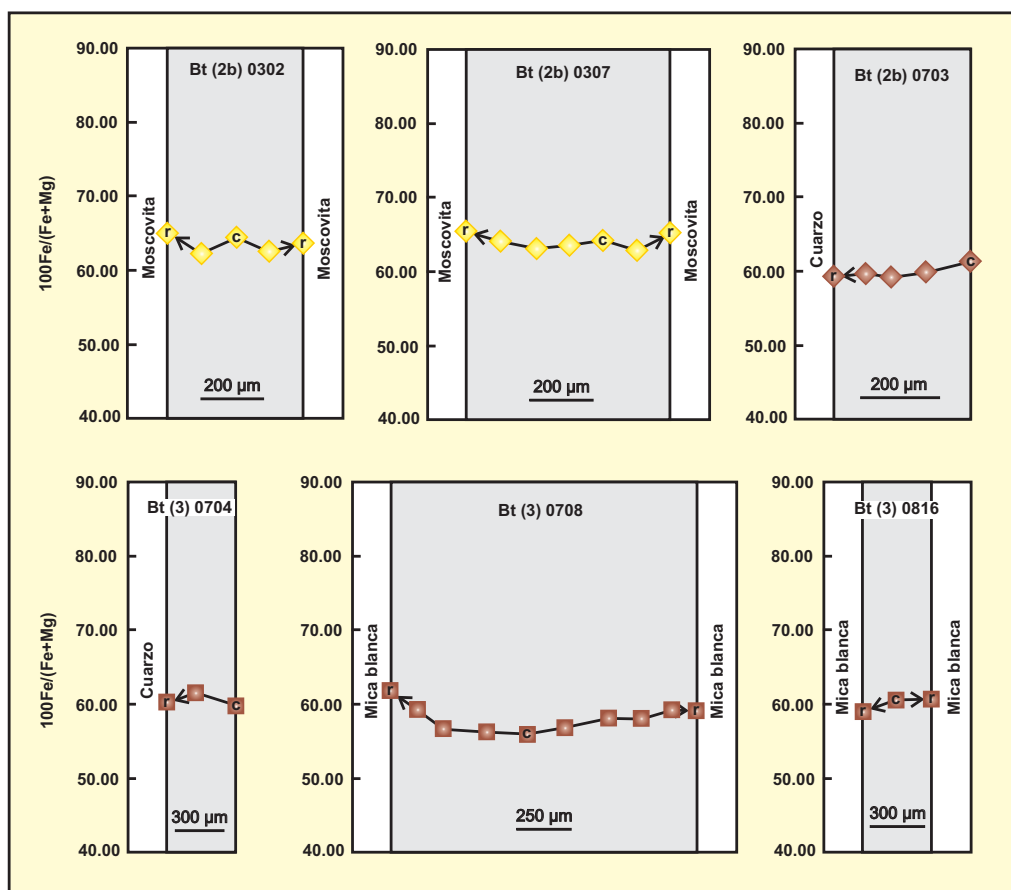 Bt (2b) 0302
90.00
80.00
70.00
60.00
50.00
40.00
100Fe/(Fe+Mg)
Moscovita
r
c
r
Moscovita
200 µm
Bt (2b) 0307
90.00
80.00
70.00
60.00
50.00
40.00
Moscovita
r
c
r
Moscovita
200 µm
Bt (2b) 0703
90.00
80.00
70.00
60.00
50.00
40.00
Cuarzo
r
c
200 µm
Bt (3) 0704
90.00
80.00
70.00
60.00
50.00
40.00
100Fe/(Fe+Mg)
Cuarzo
r
c
300 µm
Bt (3) 0708
90.00
80.00
70.00
60.00
50.00
40.00
Mica blanca
r
c
r
Mica blanca
250 µm
Bt (3) 0816
90.00
80.00
70.00
60.00
50.00
40.00
Mica blanca
r
c
r
Mica blanca
300 µm